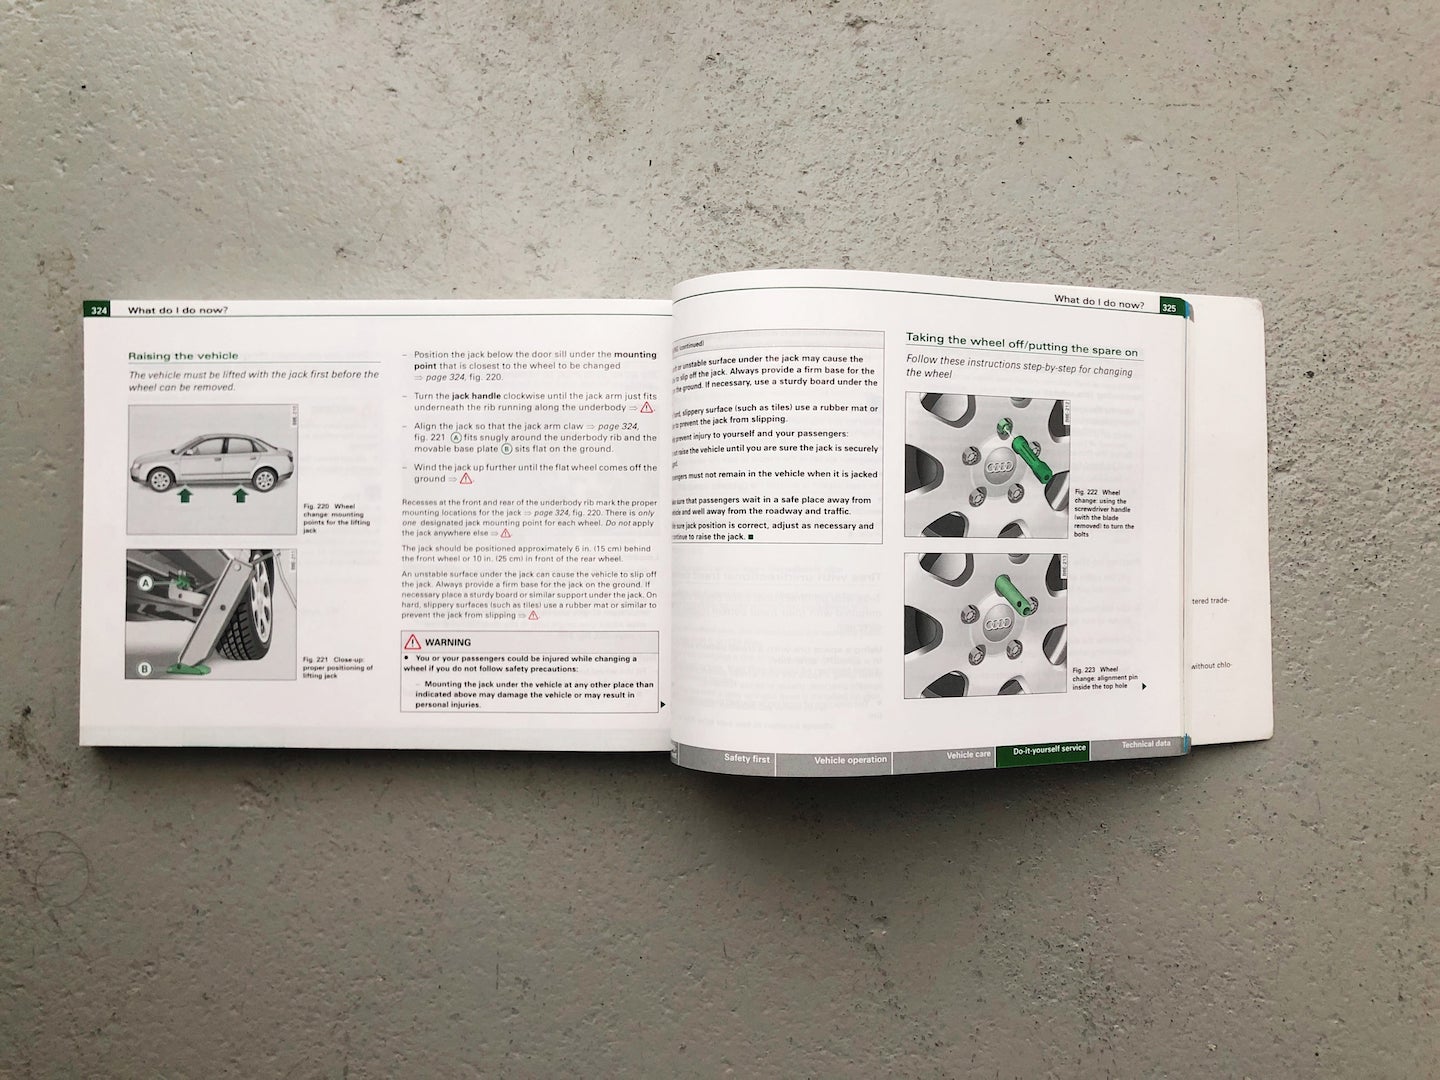 324 What do I do now?
Raising the vehicle
The vehicle must be lifted with the jack first before the
wheel can be removed.
Fig. 220 Wheel
change: mounting
points for the lifting
jack
A
B
Fig. 221 Close-up:
proper positioning of
lifting jack
– Position the jack below the door sill under the mounting
point that is closest to the wheel to be changed
⇒ page 324, fig. 220.
– Turn the jack handle clockwise until the jack arm just fits
underneath the rib running along the underbody ⇒ ⚠.
– Align the jack so that the jack arm claw ⇒ page 324,
fig. 221 Ⓐ fits snugly around the underbody rib and the
movable base plate Ⓑ sits flat on the ground.
– Wind the jack up further until the flat wheel comes off the
ground ⇒ ⚠.
Recesses at the front and rear of the underbody rib mark the proper
mounting locations for the jack ⇒ page 324, fig. 220. There is only
one designated jack mounting point for each wheel. Do not apply
the jack anywhere else ⇒ ⚠.
The jack should be positioned approximately 6 in. (15 cm) behind
the front wheel or 10 in. (25 cm) in front of the rear wheel.
An unstable surface under the jack can cause the vehicle to slip off
the jack. Always provide a firm base for the jack on the ground. If
necessary place a sturdy board or similar support under the jack. On
hard, slippery surfaces (such as tiles) use a rubber mat or similar to
prevent the jack from slipping ⇒ ⚠.
⚠ WARNING
• You or your passengers could be injured while changing a
wheel if you do not follow safety precautions:
– Mounting the jack under the vehicle at any other place than
indicated above may damage the vehicle or may result in
personal injuries.
What do I do now? 325
(continued)
or unstable surface under the jack may cause the
to slip off the jack. Always provide a firm base for the
the ground. If necessary, use a sturdy board under the
slippery surface (such as tiles) use a rubber mat or
to prevent the jack from slipping.
prevent injury to yourself and your passengers:
raise the vehicle until you are sure the jack is securely
must not remain in the vehicle when it is jacked
sure that passengers wait in a safe place away from
and well away from the roadway and traffic.
sure jack position is correct, adjust as necessary and
continue to raise the jack. ■
Taking the wheel off/putting the spare on
Follow these instructions step-by-step for changing
the wheel
Fig. 222 Wheel
change: using the
screwdriver handle
(with the blade
removed) to turn the
bolts
Fig. 223 Wheel
change: alignment pin
inside the top hole
Safety first
Vehicle operation
Vehicle care
Do-it-yourself service
Technical data
tered trade-
without chlo-